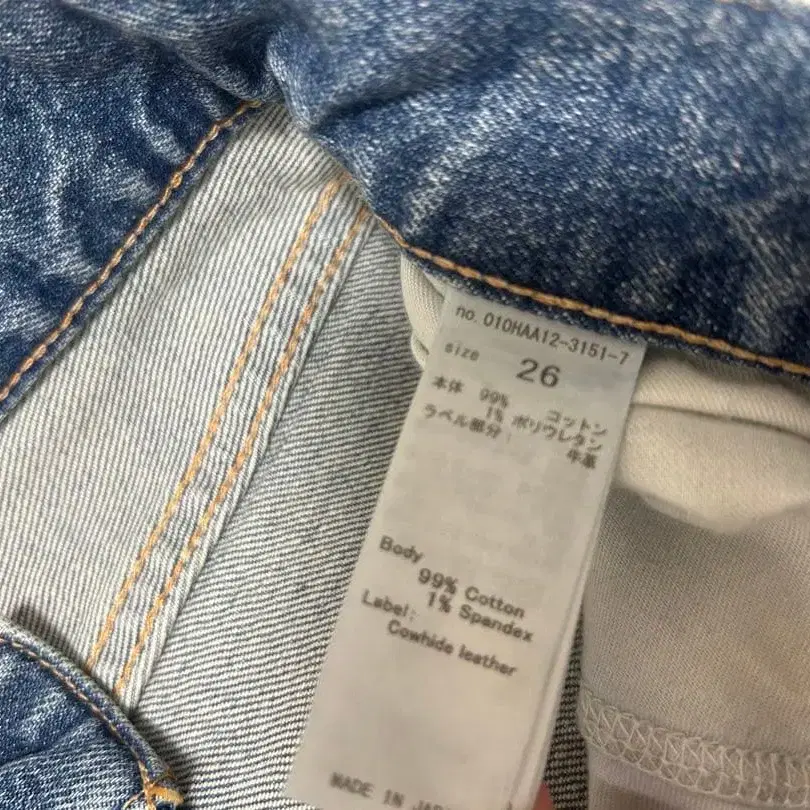 no. 010HAA12-3151-7
size 26
本体 99% コットン
1% ポリウレタン
ラベル部分: 牛革
Body
99% Cotton
1% Spandex
Label:
Cowhide leather
MADE IN JAPA